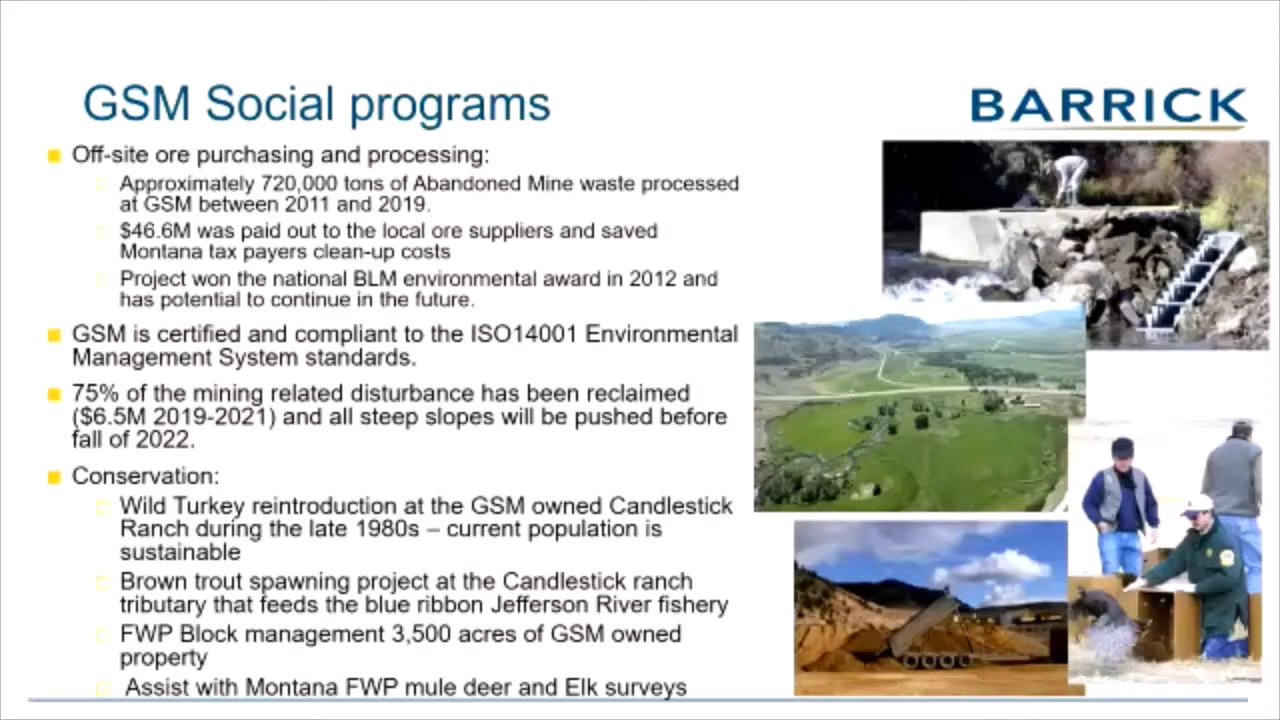 GSM Social programs
BARRICK
Off-site ore purchasing and processing:
Approximately 720,000 tons of Abandoned Mine waste processed
at GSM between 2011 and 2019.
$46.6M was paid out to the local ore suppliers and saved
Montana tax payers clean-up costs
Project won the national BLM environmental award in 2012 and
has potential to continue in the future.
GSM is certified and compliant to the ISO14001 Environmental
Management System standards.
75% of the mining related disturbance has been reclaimed
($6.5M 2019-2021) and all steep slopes will be pushed before
fall of 2022.
Conservation:
Wild Turkey reintroduction at the GSM owned Candlestick
Ranch during the late 1980s – current population is
sustainable
Brown trout spawning project at the Candlestick ranch
tributary that feeds the blue ribbon Jefferson River fishery
FWP Block management 3,500 acres of GSM owned
property
Assist with Montana FWP mule deer and Elk surveys